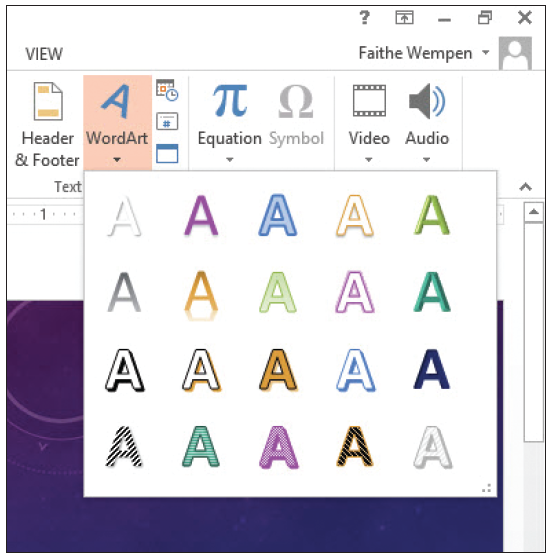 ?
VIEW
Faithe Wempen
Header & Footer
WordArt
#
π
Equation
Ω
Symbol
Video
Audio
Text
1
A A A A A
A A A A A
A A A A A
A A A A A